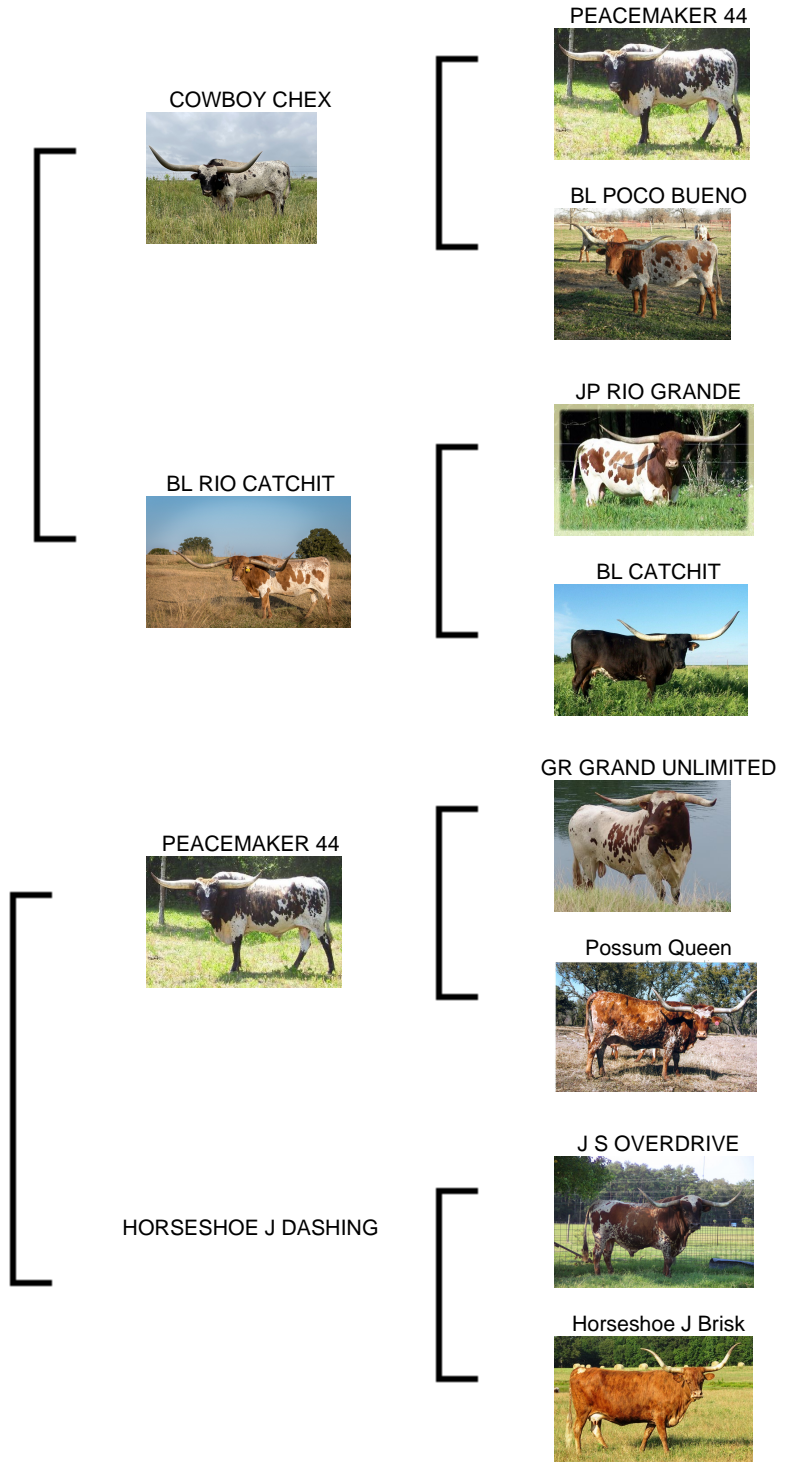 PEACEMAKER 44
COWBOY CHEX
BL POCO BUENO
JP RIO GRANDE
BL RIO CATCHIT
BL CATCHIT
GR GRAND UNLIMITED
PEACEMAKER 44
Possum Queen
J S OVERDRIVE
HORSESHOE J DASHING
Horseshoe J Brisk